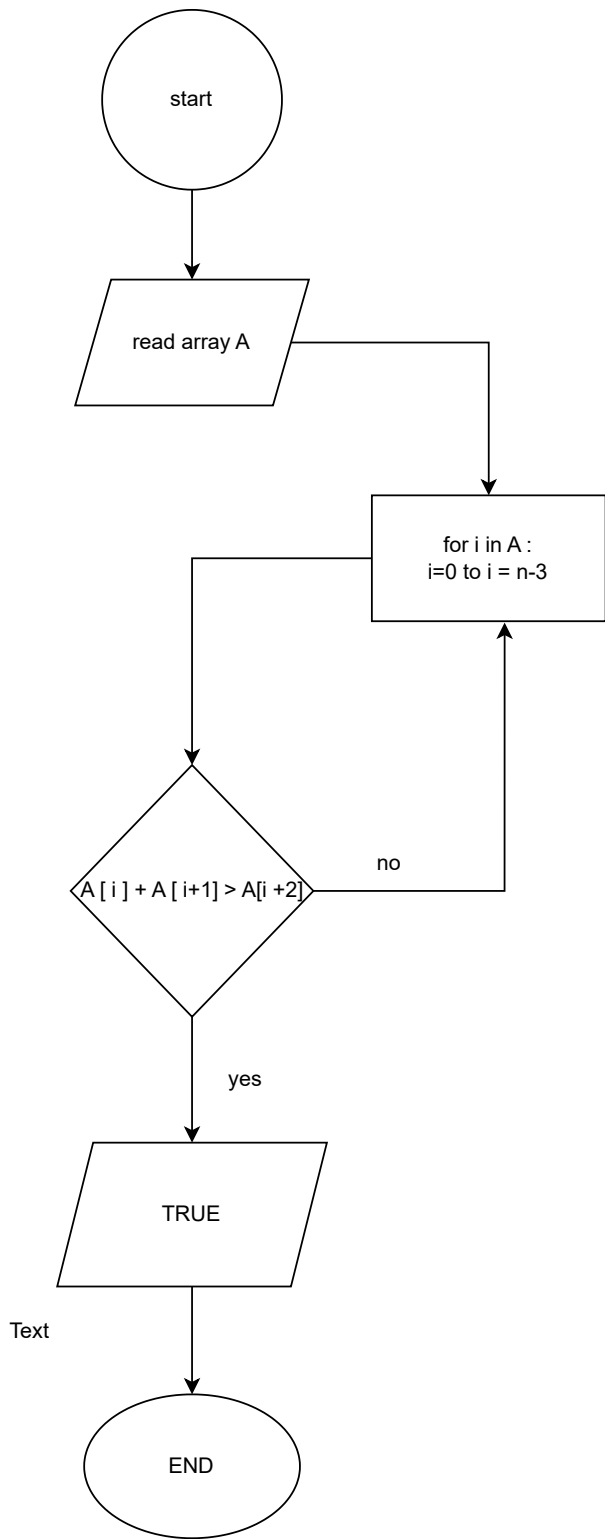 start
read array A
for i in A :
i=0 to i = n-3
A [ i ] + A [ i+1] > A[i +2]
no
yes
TRUE
Text
END